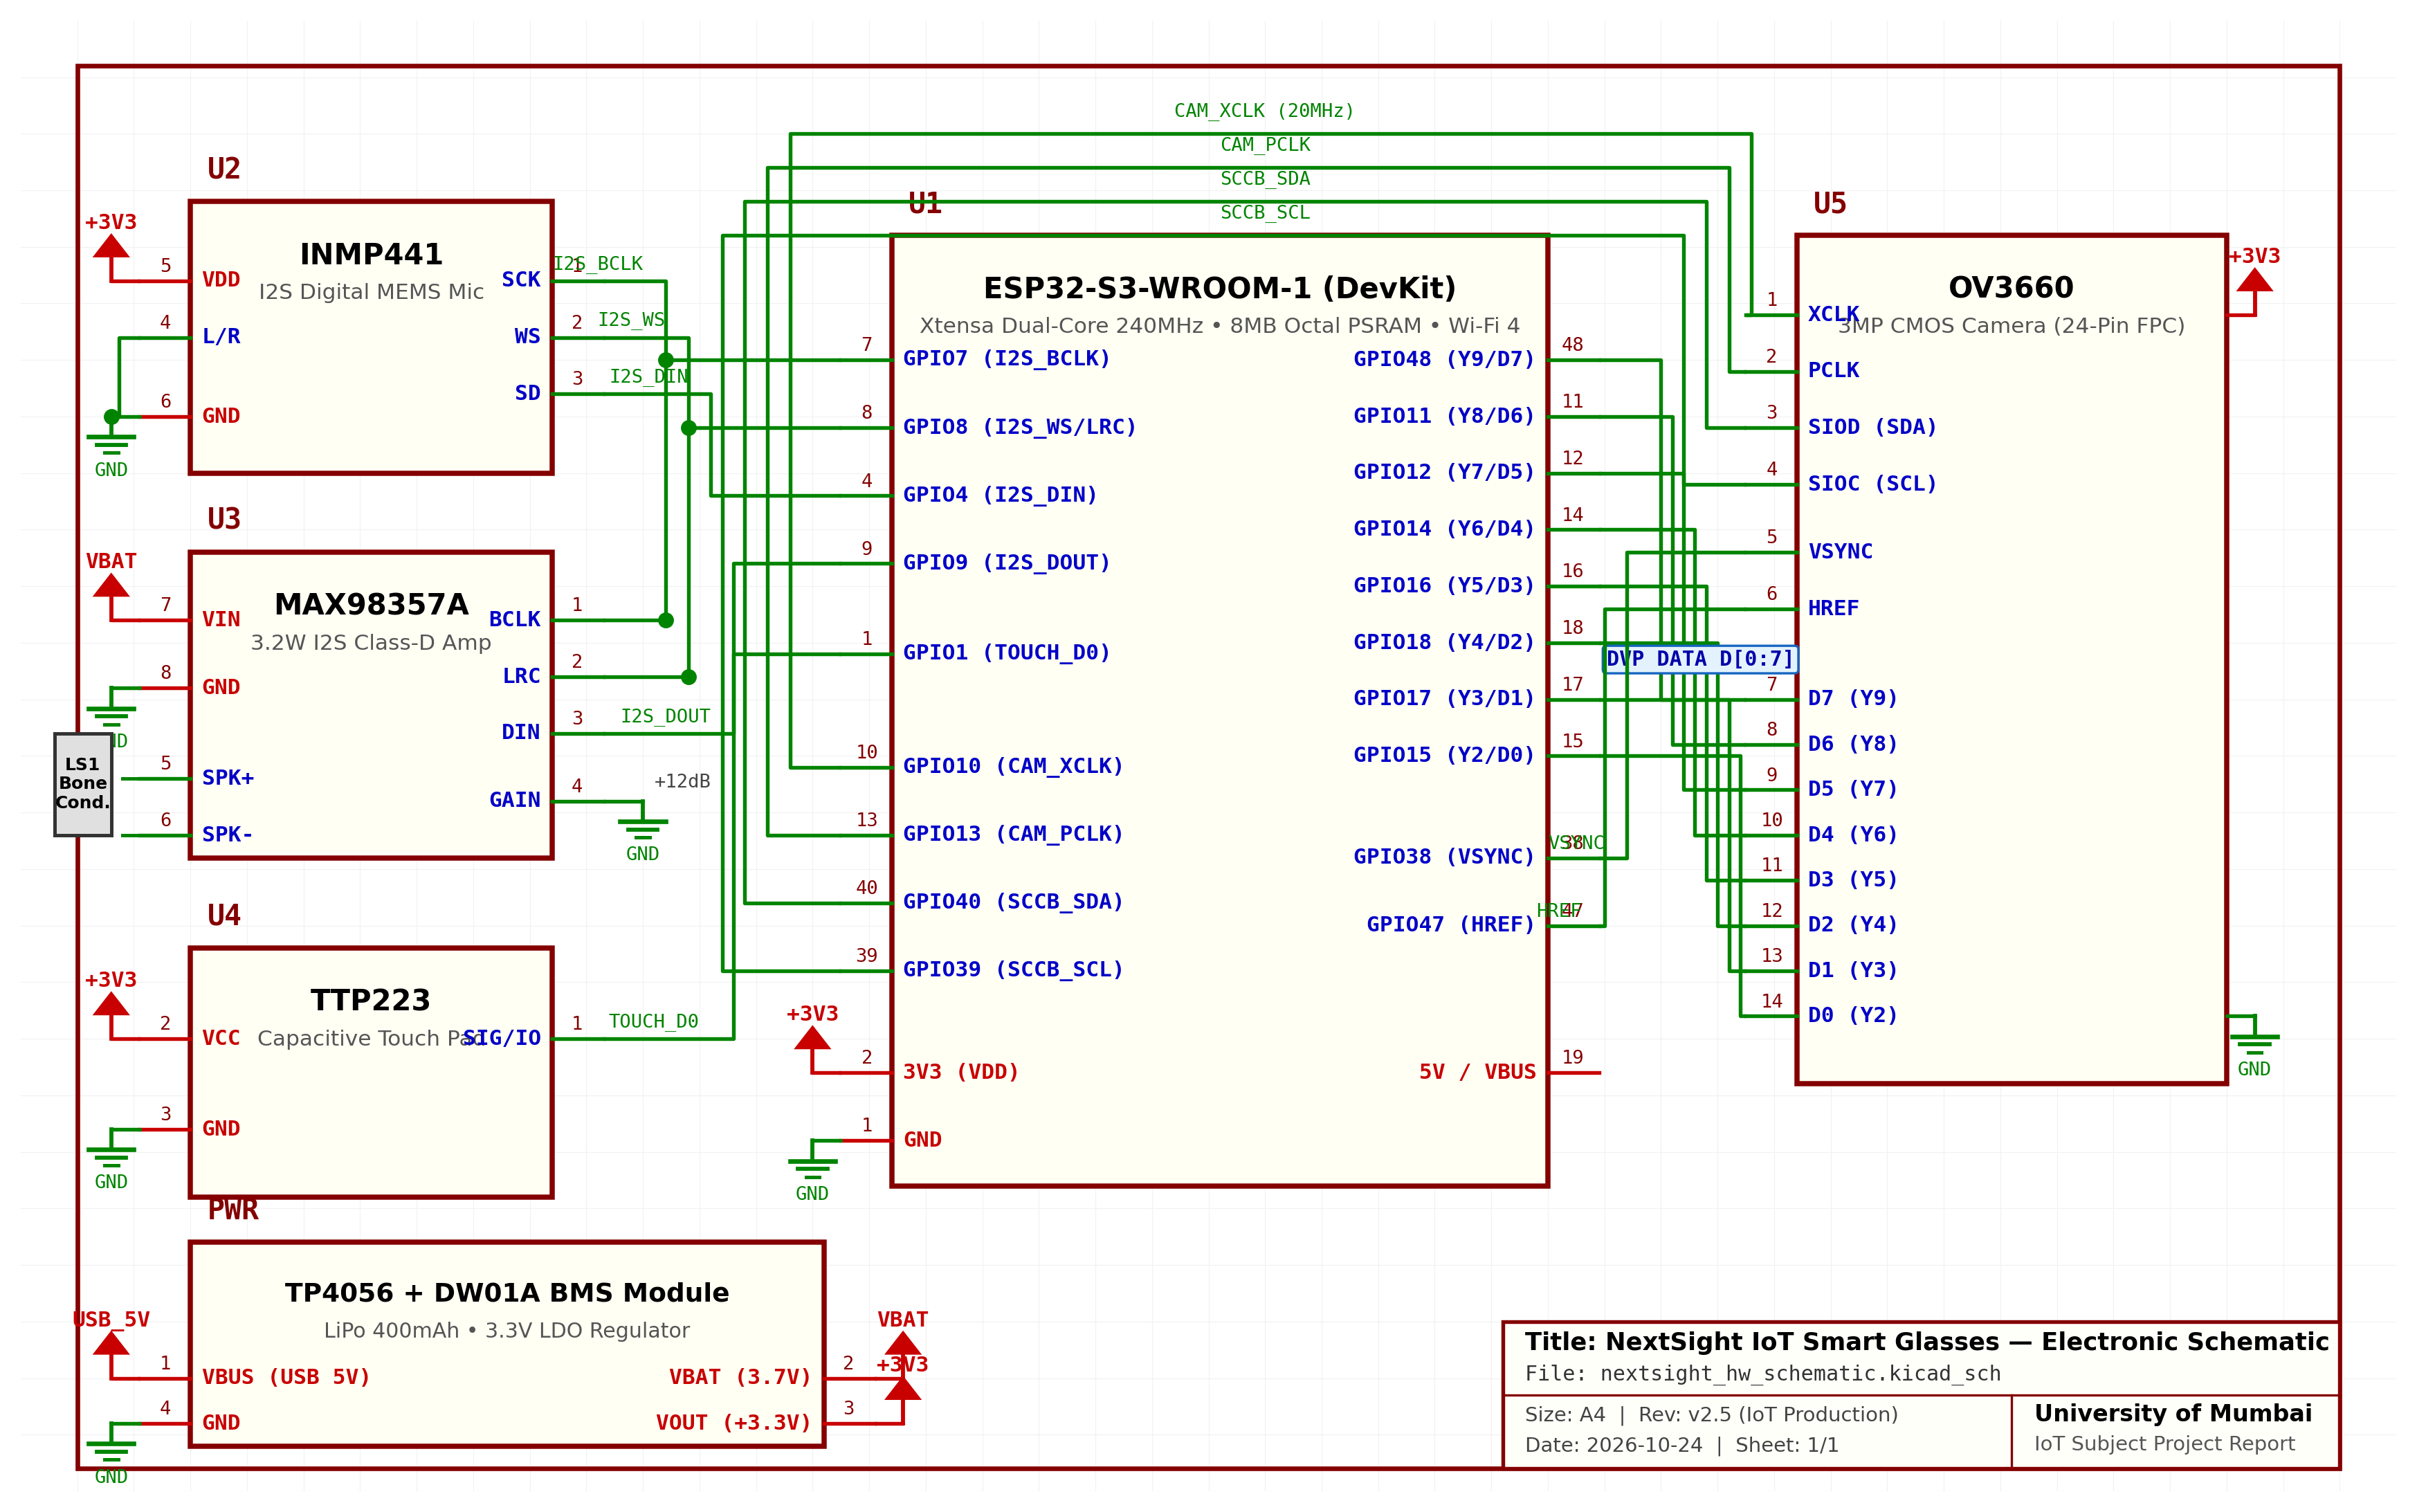 CAM_XCLK (20MHz)
CAM_PCLK
SCCB_SDA
SCCB_SCL
U2
+3V3
INMP441
I2S Digital MEMS Mic
5
VDD
4
L/R
6
GND
GND
SCK
1
I2S_BCLK
WS
2
I2S_WS
SD
3
I2S_DIN
U3
VBAT
MAX98357A
3.2W I2S Class-D Amp
7
VIN
8
GND
GND
LS1
Bone
Cond.
5
SPK+
6
SPK-
BCLK
1
LRC
2
DIN
3
I2S_DOUT
GAIN
4
+12dB
GND
U4
+3V3
TTP223
Capacitive Touch Pad
2
VCC
3
GND
GND
SIG/IO
1
TOUCH_D0
PWR
TP4056 + DW01A BMS Module
LiPo 400mAh • 3.3V LDO Regulator
USB_5V
1
VBUS (USB 5V)
4
GND
GND
VBAT (3.7V)
2
VBAT
VOUT (+3.3V)
3
+3V3
U1
ESP32-S3-WROOM-1 (DevKit)
Xtensa Dual-Core 240MHz • 8MB Octal PSRAM • Wi-Fi 4
7
GPIO7 (I2S_BCLK)
8
GPIO8 (I2S_WS/LRC)
4
GPIO4 (I2S_DIN)
9
GPIO9 (I2S_DOUT)
1
GPIO1 (TOUCH_D0)
10
GPIO10 (CAM_XCLK)
13
GPIO13 (CAM_PCLK)
40
GPIO40 (SCCB_SDA)
39
GPIO39 (SCCB_SCL)
+3V3
2
3V3 (VDD)
1
GND
GND
GPIO48 (Y9/D7)
48
GPIO11 (Y8/D6)
11
GPIO12 (Y7/D5)
12
GPIO14 (Y6/D4)
14
GPIO16 (Y5/D3)
16
GPIO18 (Y4/D2)
18
GPIO17 (Y3/D1)
17
GPIO15 (Y2/D0)
15
GPIO38 (VSYNC)
38
VSYNC
GPIO47 (HREF)
47
HREF
5V / VBUS
19
DVP DATA D[0:7]
U5
OV3660
3MP CMOS Camera (24-Pin FPC)
+3V3
1
XCLK
2
PCLK
3
SIOD (SDA)
4
SIOC (SCL)
5
VSYNC
6
HREF
7
D7 (Y9)
8
D6 (Y8)
9
D5 (Y7)
10
D4 (Y6)
11
D3 (Y5)
12
D2 (Y4)
13
D1 (Y3)
14
D0 (Y2)
GND
Title: NextSight IoT Smart Glasses — Electronic Schematic
File: nextsight_hw_schematic.kicad_sch
Size: A4 | Rev: v2.5 (IoT Production)
Date: 2026-10-24 | Sheet: 1/1
University of Mumbai
IoT Subject Project Report